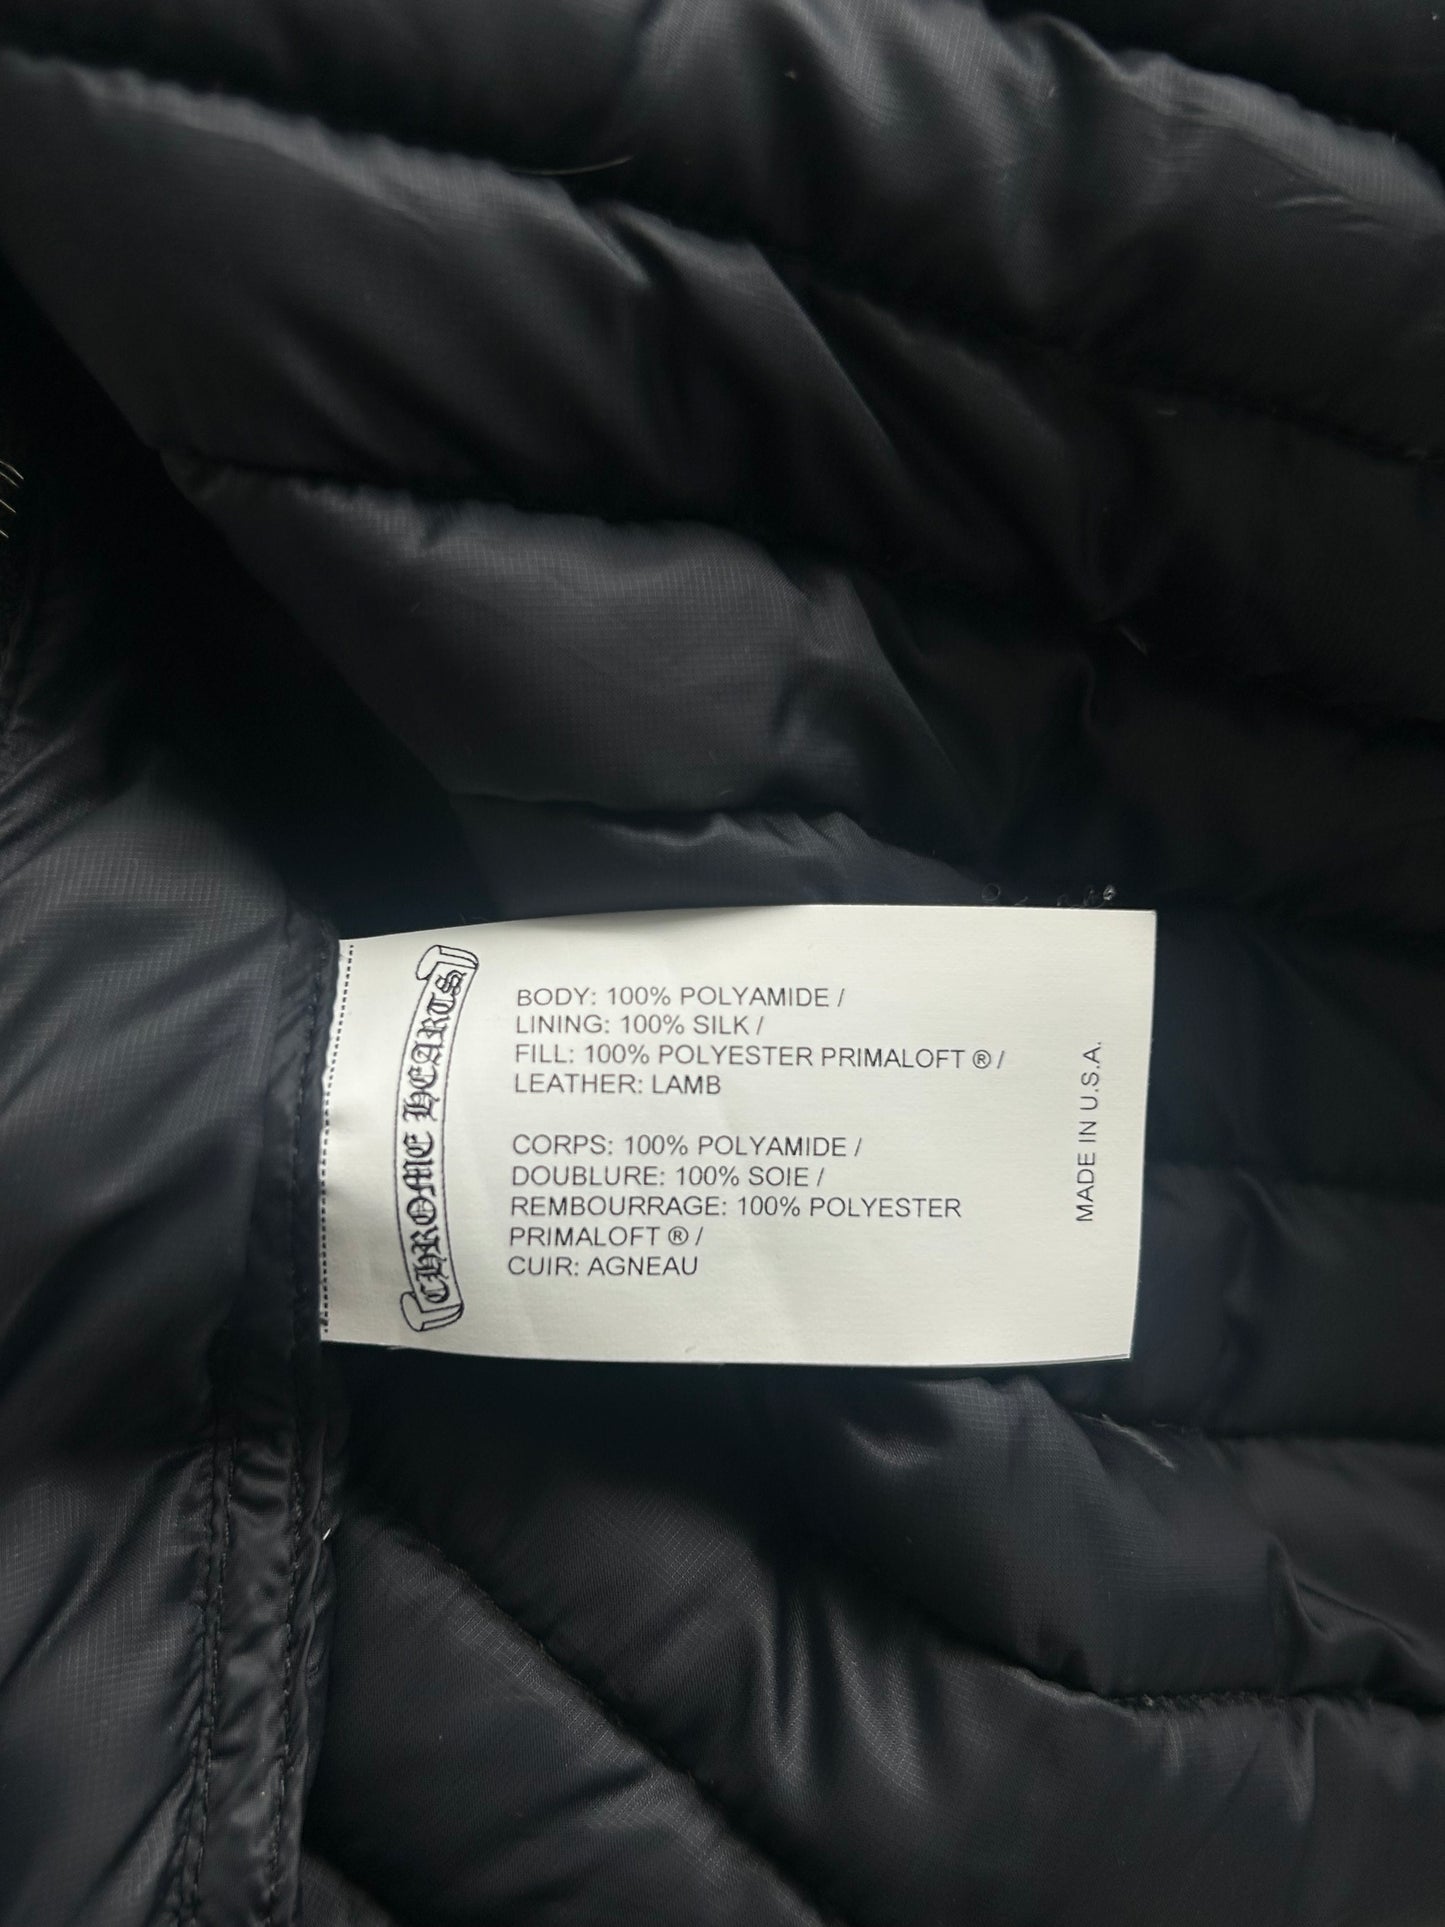 CHROME HEARTS
BODY: 100% POLYAMIDE /
LINING: 100% SILK /
FILL: 100% POLYESTER PRIMALOFT ® /
LEATHER: LAMB
CORPS: 100% POLYAMIDE /
DOUBLURE: 100% SOIE /
REMBOURRAGE: 100% POLYESTER
PRIMALOFT ® /
CUIR: AGNEAU
MADE IN U.S.A.